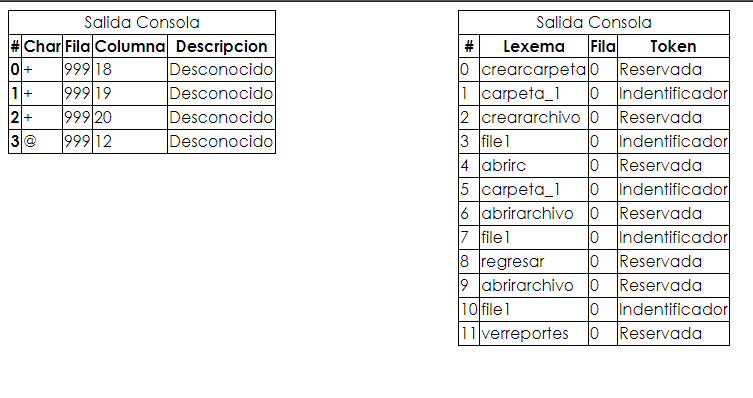 Salida Consola
# Char Fila Columna Descripcion
0 + 999 18 Desconocido
1 + 999 19 Desconocido
2 + 999 20 Desconocido
3 @ 999 12 Desconocido
Salida Consola
# Lexema Fila Token
0 crearcarpeta 0 Reservada
1 carpeta_1 0 Indentificador
2 creararchivo 0 Reservada
3 file1 0 Indentificador
4 abrirc 0 Reservada
5 carpeta_1 0 Indentificador
6 abrirarchivo 0 Reservada
7 file1 0 Indentificador
8 regresar 0 Reservada
9 abrirarchivo 0 Reservada
10 file1 0 Indentificador
11 verreportes 0 Reservada